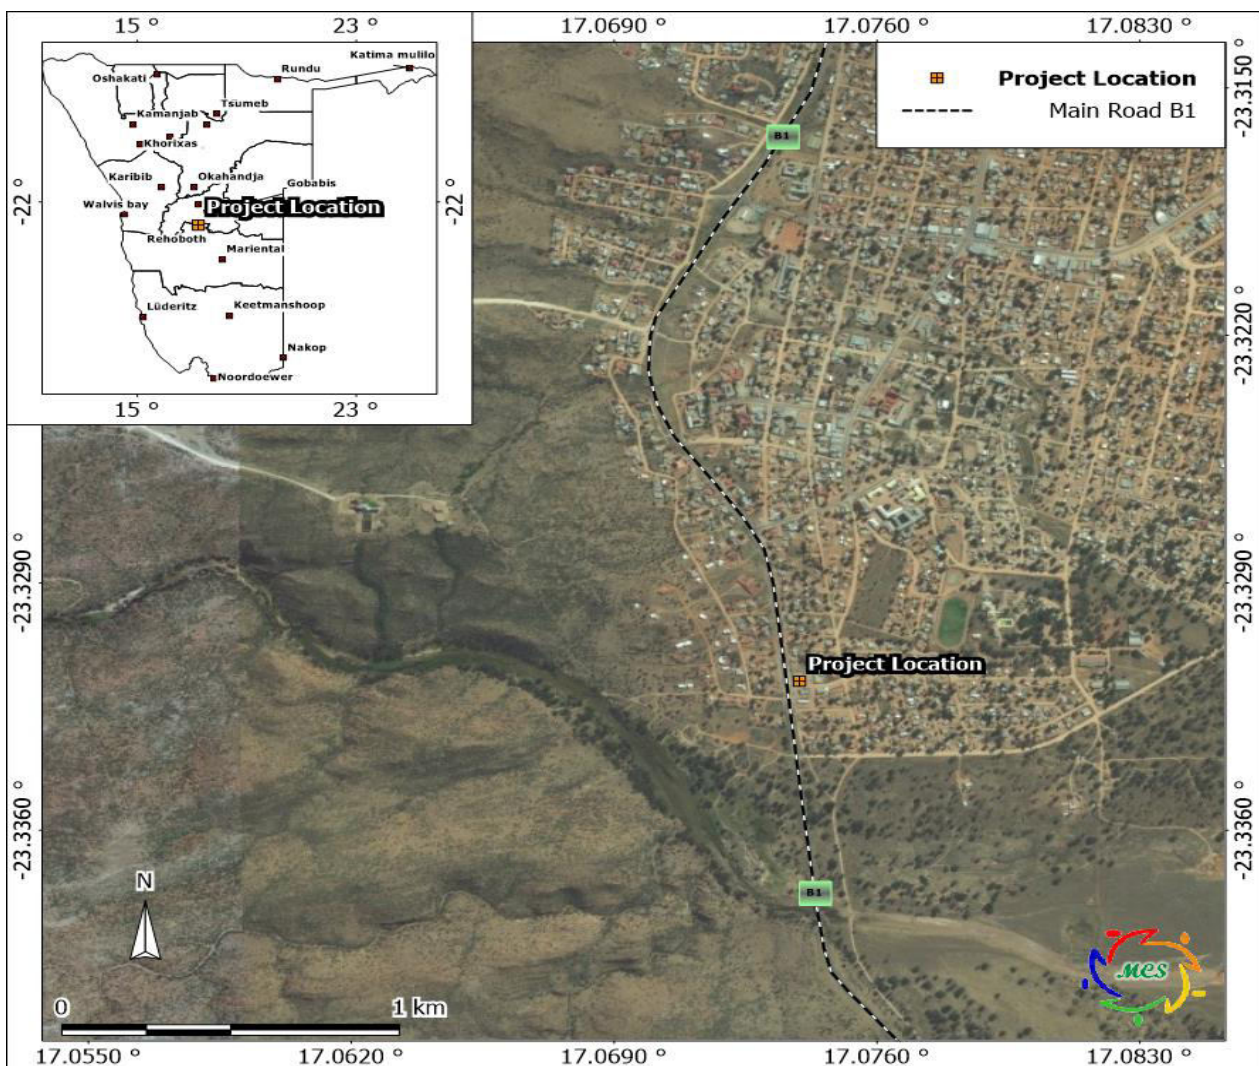 15 °
23 °
17.0690 °
17.0760 °
17.0830 °
Katima mulilo
Rundu
Oshakati
Tsumeb
Kamanjab
Khorixas
Karibib
Okahandja
Gobabis
Walvis bay
Project Location
Rehoboth
Mariental
Lüderitz
Keetmanshoop
Nakop
Noordoewer
-22 °
-22 °
15 °
23 °
Project Location
Main Road B1
B1
-23.3150 °
-23.3220 °
-23.3220 °
-23.3290 °
-23.3290 °
Project Location
-23.3360 °
-23.3360 °
B1
N
MCS
0
1 km
17.0550 °
17.0620 °
17.0690 °
17.0760 °
17.0830 °